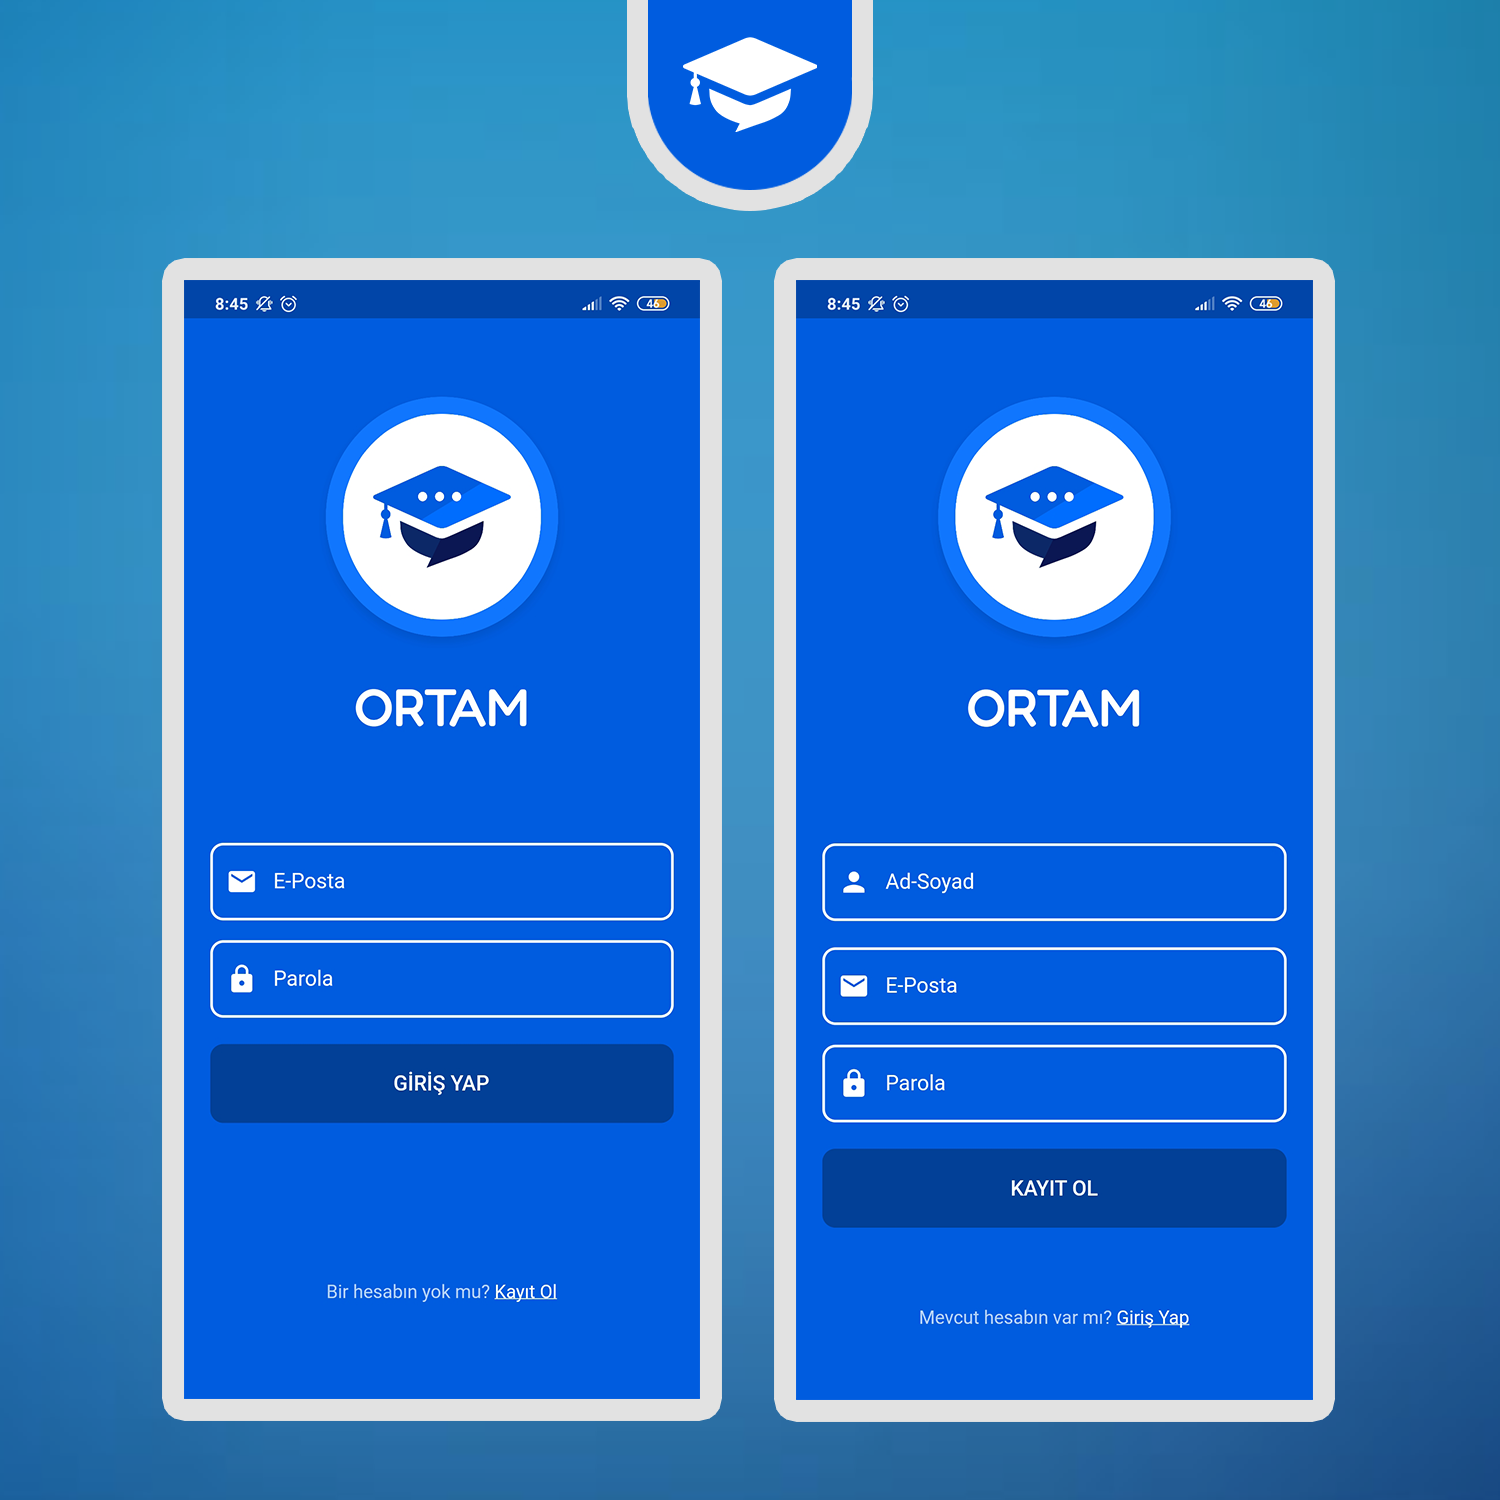 8:45
46
ORTAM
E-Posta
Parola
GİRİŞ YAP
Bir hesabın yok mu? Kayıt Ol
8:45
46
ORTAM
Ad-Soyad
E-Posta
Parola
KAYIT OL
Mevcut hesabın var mı? Giriş Yap